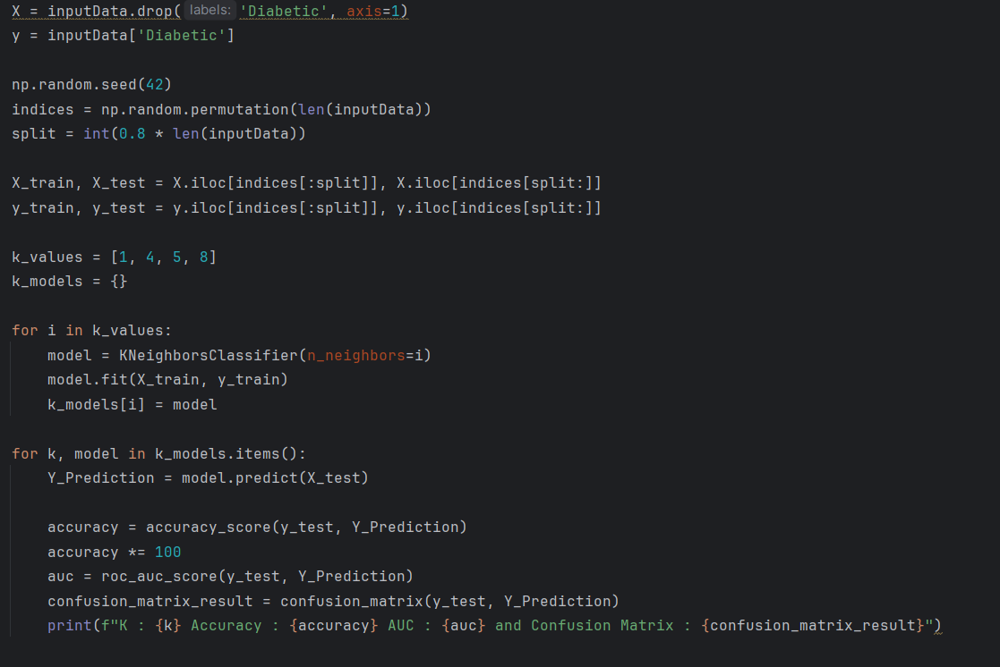 X = inputData.drop( labels: 'Diabetic', axis=1)
y = inputData['Diabetic']
np.random.seed(42)
indices = np.random.permutation(len(inputData))
split = int(0.8 * len(inputData))
X_train, X_test = X.iloc[indices[:split]], X.iloc[indices[split:]]
y_train, y_test = y.iloc[indices[:split]], y.iloc[indices[split:]]
k_values = [1, 4, 5, 8]
k_models = {}
for i in k_values:
    model = KNeighborsClassifier(n_neighbors=i)
    model.fit(X_train, y_train)
    k_models[i] = model
for k, model in k_models.items():
    Y_Prediction = model.predict(X_test)
    accuracy = accuracy_score(y_test, Y_Prediction)
    accuracy *= 100
    auc = roc_auc_score(y_test, Y_Prediction)
    confusion_matrix_result = confusion_matrix(y_test, Y_Prediction)
    print(f"K : {k} Accuracy : {accuracy} AUC : {auc} and Confusion Matrix : {confusion_matrix_result}")